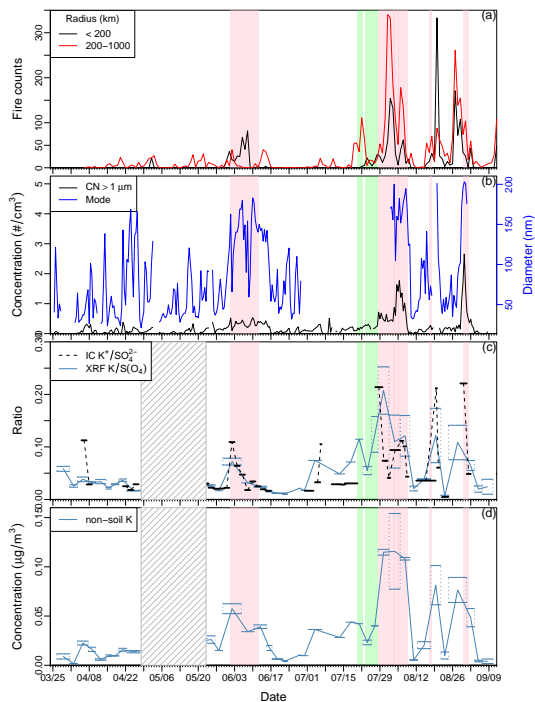 (a)
Radius (km)
< 200
200−1000
Fire counts
0
50
100
150
200
300
(b)
CN > 1 µm
Mode
Concentration (#/cm³)
0
1
2
3
4
5
Diameter (nm)
50
100
150
200
(c)
IC K⁺/SO₄²⁻
XRF K/S(O₄)
Ratio
0.00
0.10
0.20
0.30
(d)
non−soil K
Concentration (µg/m³)
0.00
0.05
0.10
0.15
03/25
04/08
04/22
05/06
05/20
06/03
06/17
07/01
07/15
07/29
08/12
08/26
09/09
Date